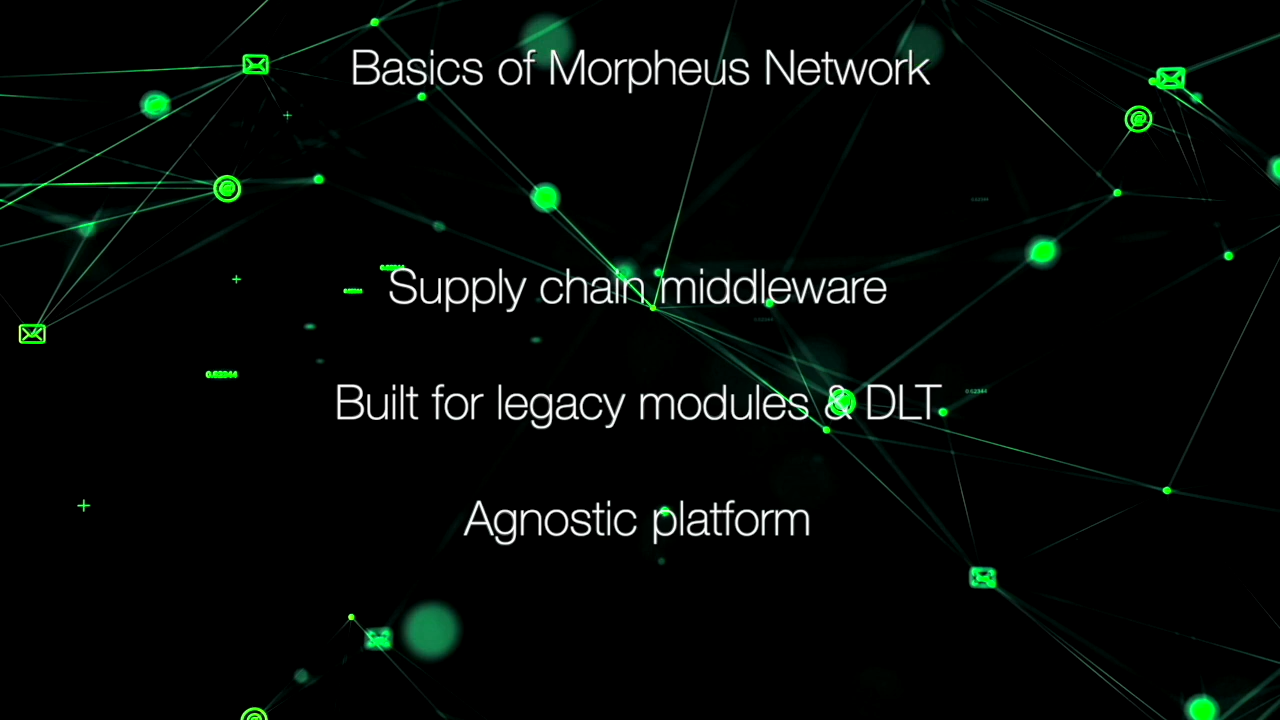 Basics of Morpheus Network
Supply chain middleware
Built for legacy modules & DLT
Agnostic platform